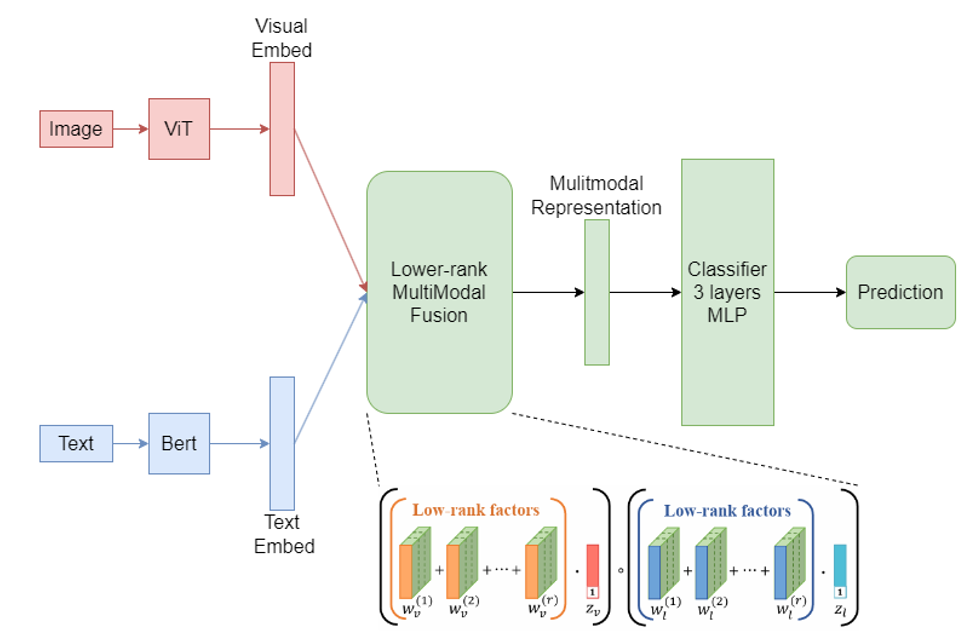 Visual
Embed
Image
ViT
Mulitmodal
Representation
Lower-rank
MultiModal
Fusion
Classifier
3 layers
MLP
Prediction
Text
Bert
Text
Embed
Low-rank factors
+ + ··· + ·
1
w_v^(1) w_v^(2) w_v^(r) z_v
∘
Low-rank factors
+ + ··· + ·
1
w_l^(1) w_l^(2) w_l^(r) z_l